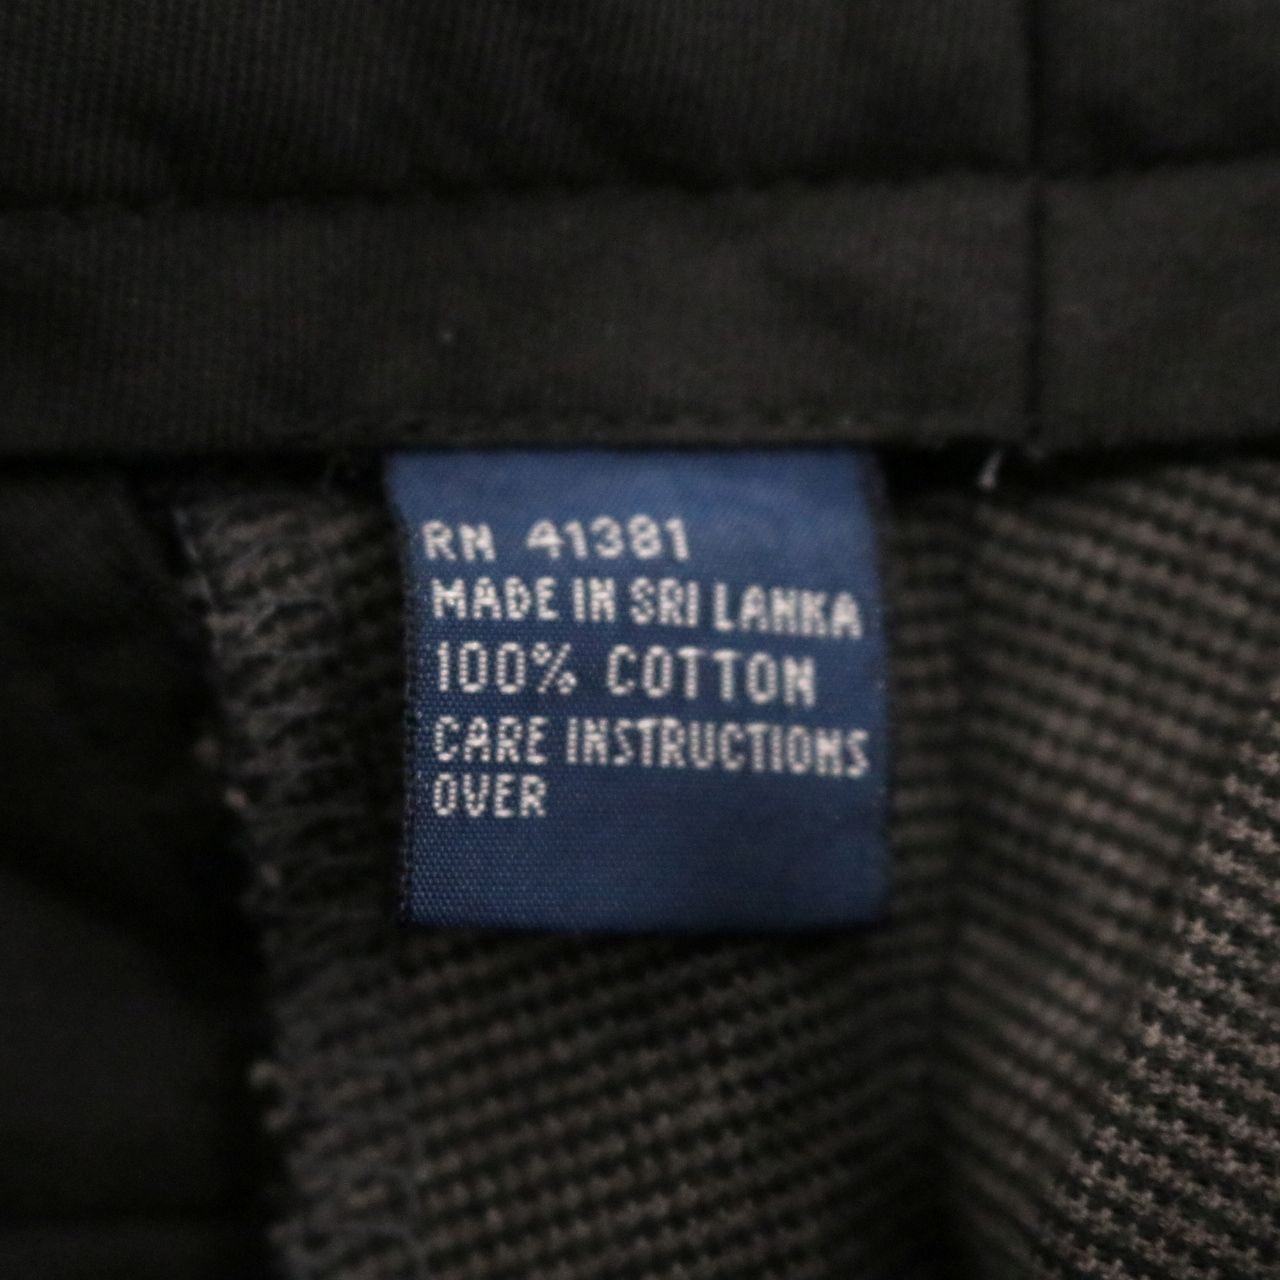 RN 41381
MADE IN SRI LANKA
100% COTTON
CARE INSTRUCTIONS
OVER